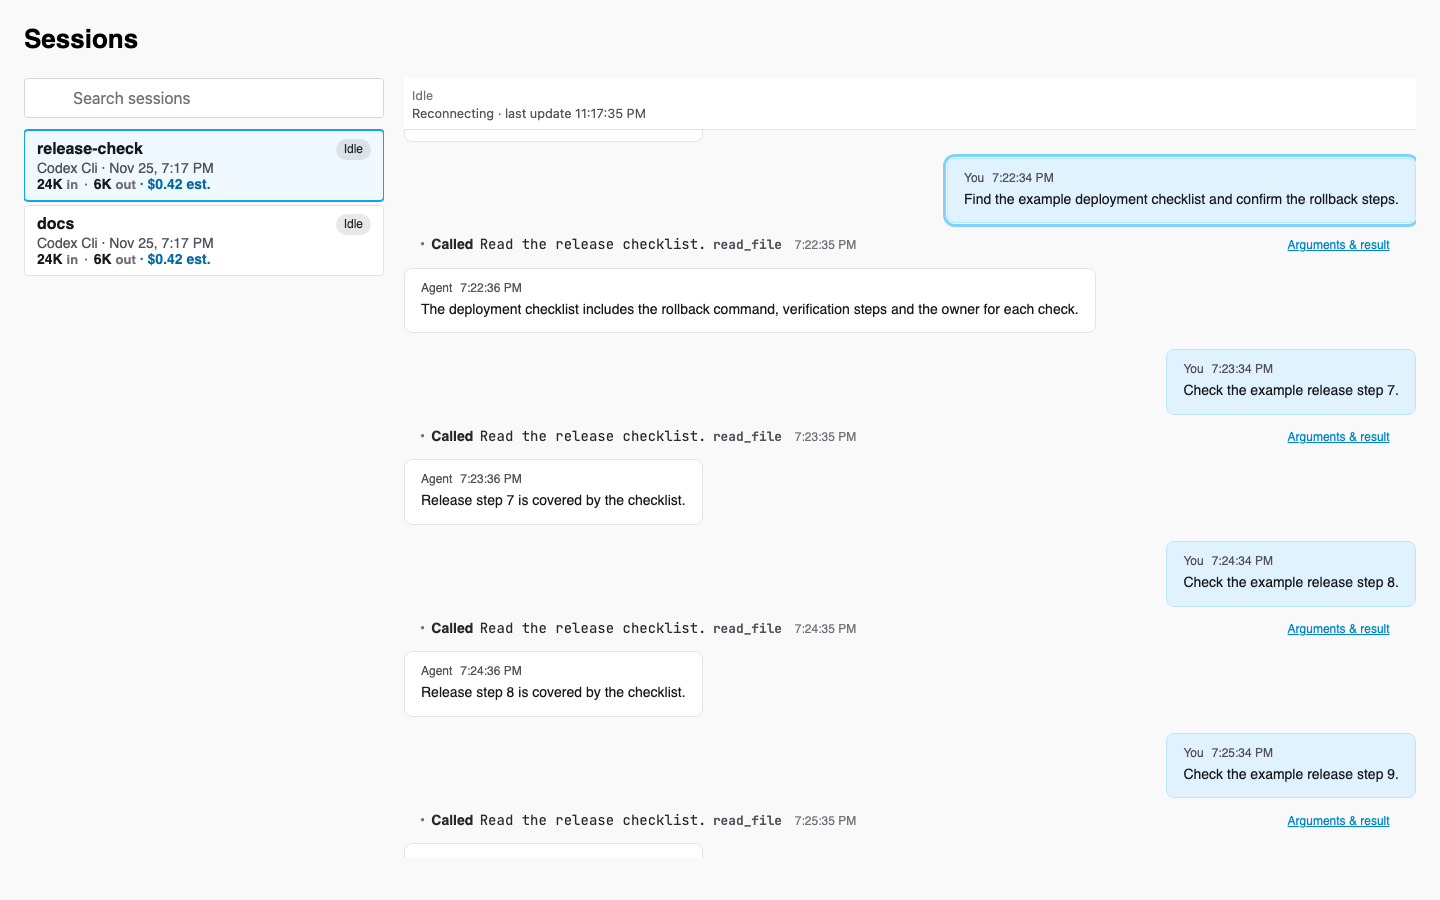 Sessions
Search sessions
release-check
Idle
Codex Cli · Nov 25, 7:17 PM
24K in · 6K out · $0.42 est.
docs
Idle
Codex Cli · Nov 25, 7:17 PM
24K in · 6K out · $0.42 est.
Idle
Reconnecting · last update 11:17:35 PM
You 7:22:34 PM
Find the example deployment checklist and confirm the rollback steps.
• Called Read the release checklist. read_file 7:22:35 PM Arguments & result
Agent 7:22:36 PM
The deployment checklist includes the rollback command, verification steps and the owner for each check.
You 7:23:34 PM
Check the example release step 7.
• Called Read the release checklist. read_file 7:23:35 PM Arguments & result
Agent 7:23:36 PM
Release step 7 is covered by the checklist.
You 7:24:34 PM
Check the example release step 8.
• Called Read the release checklist. read_file 7:24:35 PM Arguments & result
Agent 7:24:36 PM
Release step 8 is covered by the checklist.
You 7:25:34 PM
Check the example release step 9.
• Called Read the release checklist. read_file 7:25:35 PM Arguments & result